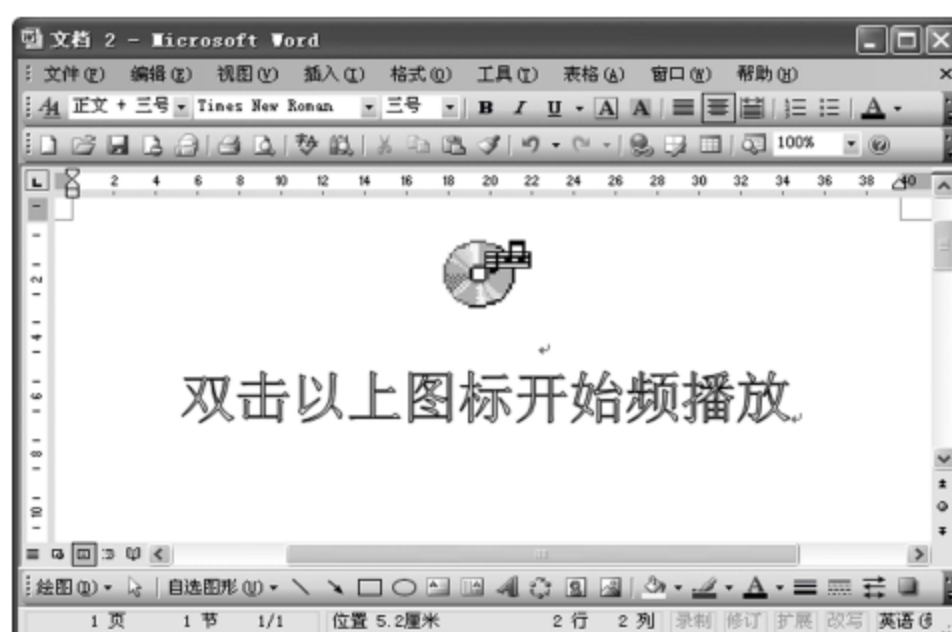 文档 2 - Microsoft Word
文件(F) 编辑(E) 视图(V) 插入(I) 格式(O) 工具(T) 表格(A) 窗口(W) 帮助(H)
正文 + 三号 Times New Roman 三号 B I U A A A
100%
2 4 6 8 10 12 14 16 18 20 22 24 26 28 30 32 34 36 38 40
2
4
6
8
10
双击以上图标开始频播放
绘图(D) 自选图形(U) A
1 页 1 节 1/1 位置 5.2厘米 2 行 2 列 录制 修订 扩展 改写 英语